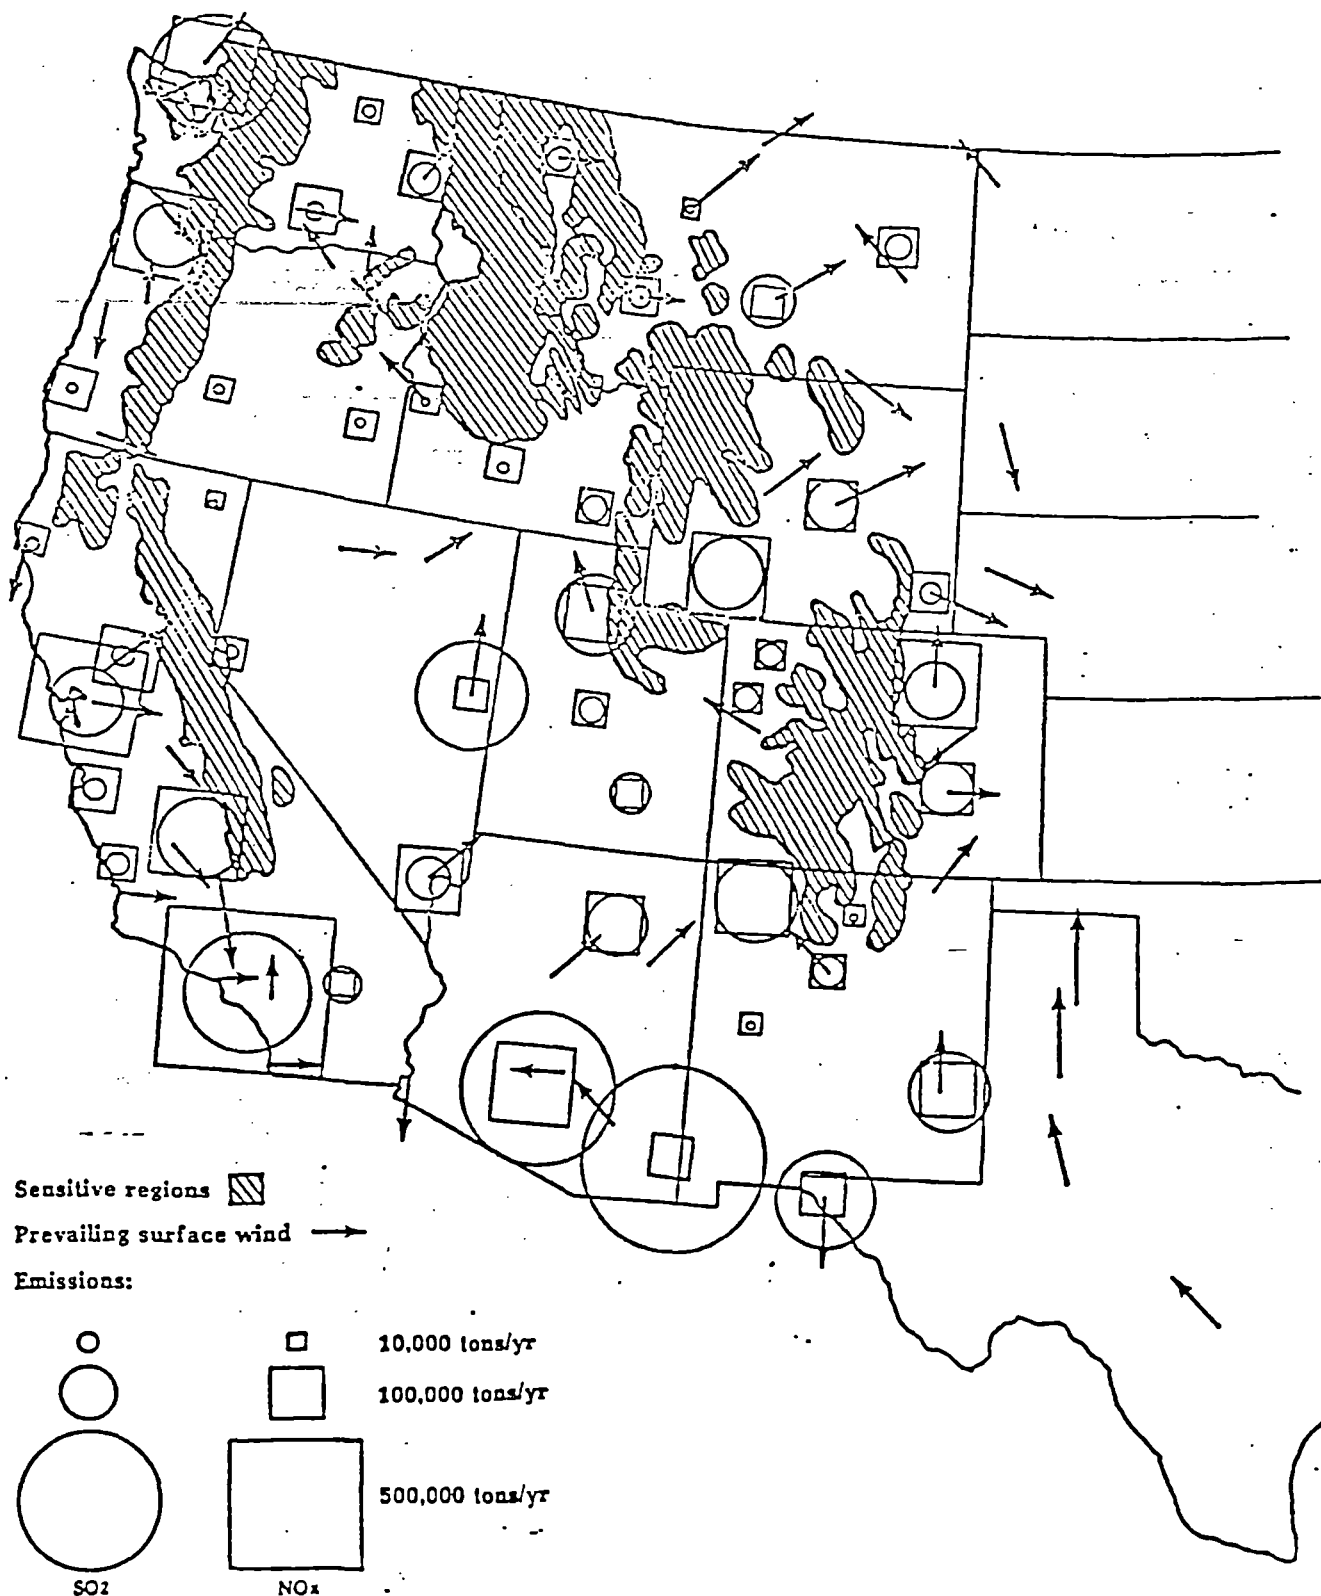 Sensitive regions
Prevailing surface wind
Emissions:
10,000 tons/yr
100,000 tons/yr
500,000 tons/yr
SO2 NOx